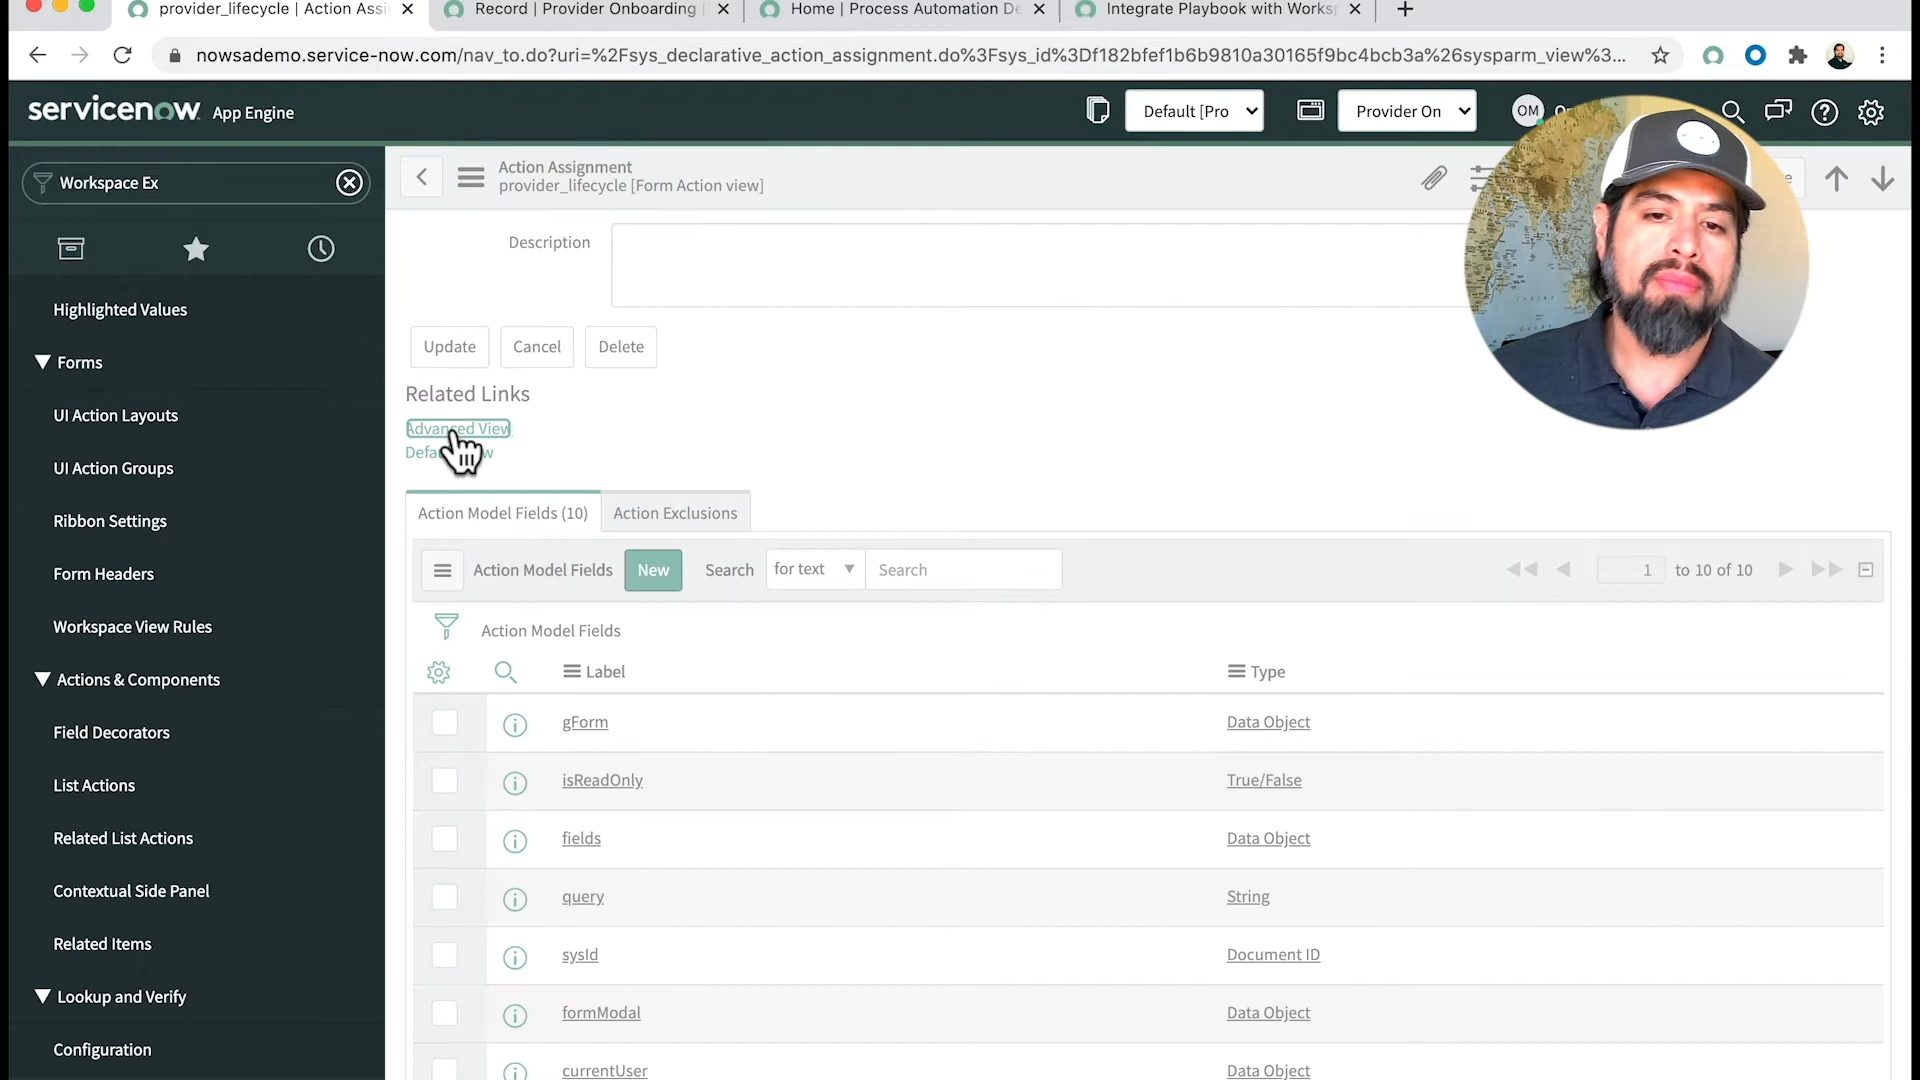 provider_lifecycle | Action Assi
Record | Provider Onboarding
Home | Process Automation De
Integrate Playbook with Works
nowsademo.service-now.com/nav_to.do?uri=%2Fsys_declarative_action_assignment.do%3Fsys_id%3Df182bfef1b6b9810a30165f9bc4bcb3a%26sysparm_view%3...
servicenow App Engine
Default [Pro
Provider On
OM
Workspace Ex
Action Assignment
provider_lifecycle [Form Action view]
Highlighted Values
Forms
UI Action Layouts
UI Action Groups
Ribbon Settings
Form Headers
Workspace View Rules
Actions & Components
Field Decorators
List Actions
Related List Actions
Contextual Side Panel
Related Items
Lookup and Verify
Configuration
Description
Update
Cancel
Delete
Related Links
Advanced View
Action Model Fields (10)
Action Exclusions
Action Model Fields New Search for text Search
1 to 10 of 10
Action Model Fields
Label Type
gForm Data Object
isReadOnly True/False
fields Data Object
query String
sysId Document ID
formModal Data Object
currentUser Data Object